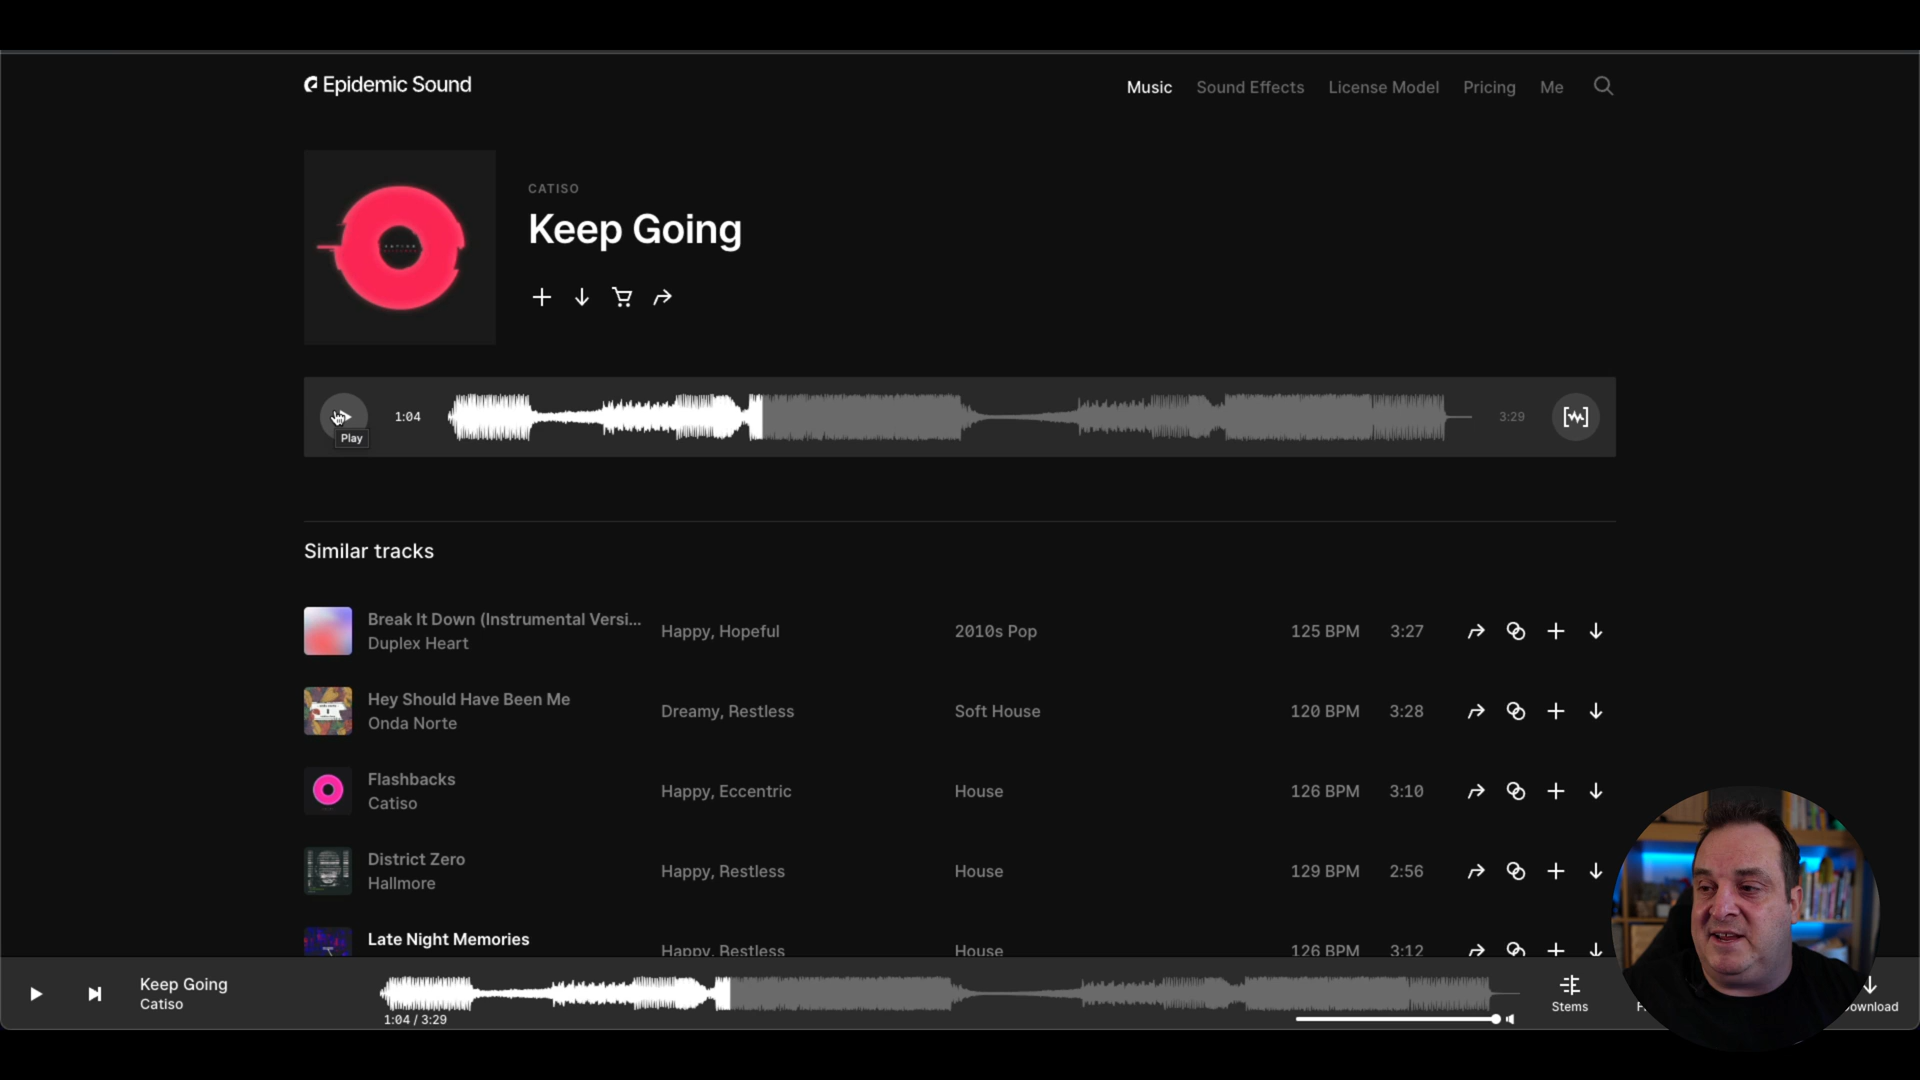 Epidemic Sound
Music Sound Effects License Model Pricing Me
CATISO
Keep Going
1:04 3:29
Play
Similar tracks
Break It Down (Instrumental Versi...
Duplex Heart
Happy, Hopeful 2010s Pop 125 BPM 3:27
Hey Should Have Been Me
Onda Norte
Dreamy, Restless Soft House 120 BPM 3:28
Flashbacks
Catiso
Happy, Eccentric House 126 BPM 3:10
District Zero
Hallmore
Happy, Restless House 129 BPM 2:56
Late Night Memories
Happy, Restless House 126 BPM 3:12
Keep Going
Catiso
1:04 / 3:29
Stems
ownload